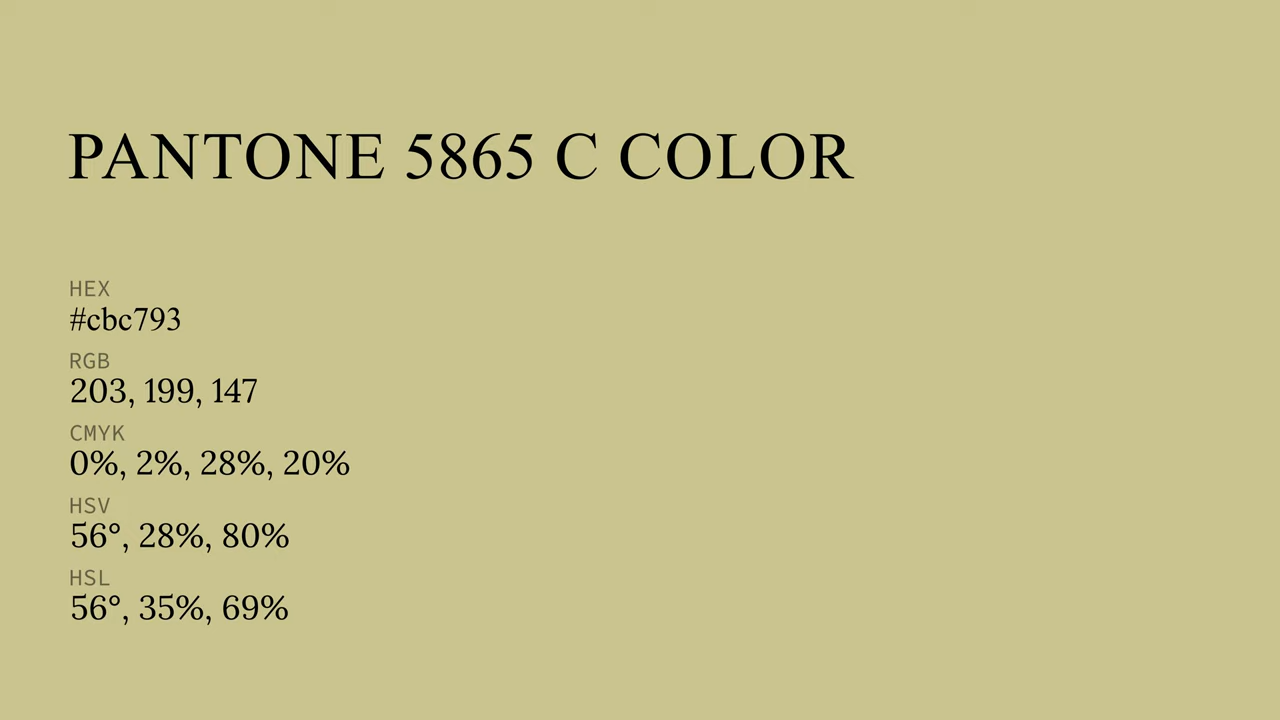 PANTONE 5865 C COLOR
HEX
#cbc793
RGB
203, 199, 147
CMYK
0%, 2%, 28%, 20%
HSV
56°, 28%, 80%
HSL
56°, 35%, 69%